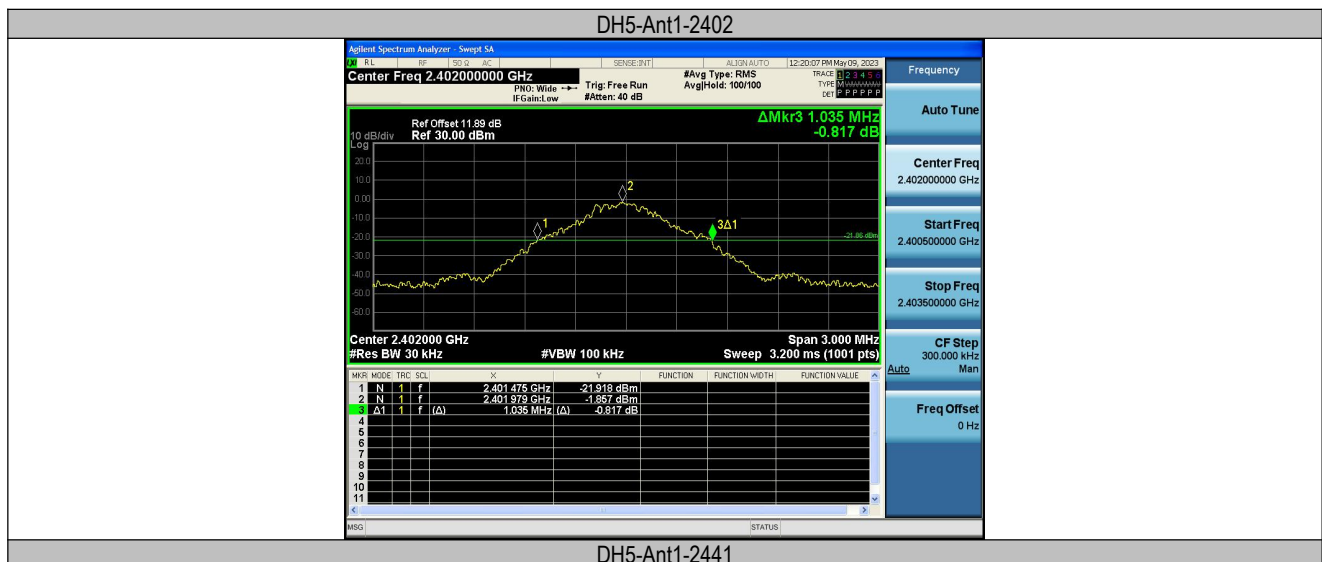 DH5-Ant1-2402
Agilent Spectrum Analyzer - Swept SA
RL RF 50 Ω AC SENSE:INT ALIGN AUTO 12:20:07 PM May 09, 2023
Center Freq 2.402000000 GHz
PNO: Wide
IFGain:Low
Trig: Free Run
#Atten: 40 dB
#Avg Type: RMS
Avg|Hold: 100/100
TRACE 1 2 3 4 5 6
TYPE M
DET P P P P P P
Ref Offset 11.89 dB
10 dB/div Ref 30.00 dBm
Log
ΔMkr3 1.035 MHz
-0.817 dB
20.0
10.0
0.00
-10.0
-20.0
-30.0
-40.0
-50.0
-60.0
1
2
3Δ1
-21.86 dBm
Center 2.402000 GHz Span 3.000 MHz
#Res BW 30 kHz #VBW 100 kHz Sweep 3.200 ms (1001 pts)
MKR MODE TRC SCL X Y FUNCTION FUNCTION WIDTH FUNCTION VALUE
1 N 1 f 2.401 475 GHz -21.918 dBm
2 N 1 f 2.401 979 GHz -1.857 dBm
3 Δ1 1 f (Δ) 1.035 MHz (Δ) -0.817 dB
4
5
6
7
8
9
10
11
MSG STATUS
Frequency
Auto Tune
Center Freq
2.402000000 GHz
Start Freq
2.400500000 GHz
Stop Freq
2.403500000 GHz
CF Step
300.000 kHz
Auto Man
Freq Offset
0 Hz
DH5-Ant1-2441